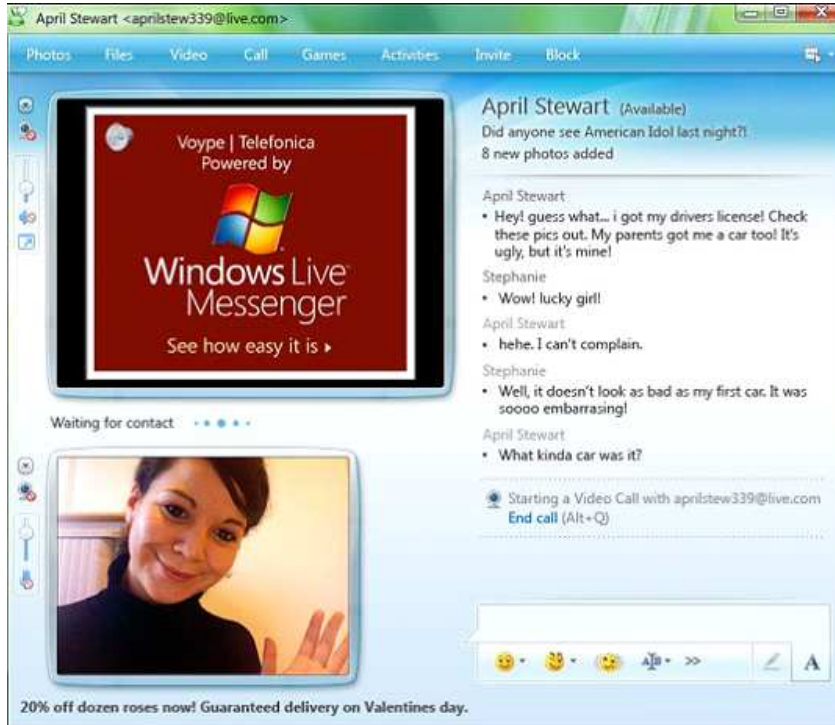 April Stewart <aprilstew339@live.com>
Photos Files Video Call Games Activities Invite Block
Voype | Telefonica
Powered by
Windows Live
Messenger
See how easy it is
Waiting for contact
April Stewart (Available)
Did anyone see American Idol last night?!
8 new photos added
April Stewart
• Hey! guess what... i got my drivers license! Check
these pics out. My parents got me a car too! It's
ugly, but it's mine!
Stephanie
• Wow! lucky girl!
April Stewart
• hehe. I can't complain.
Stephanie
• Well, it doesn't look as bad as my first car. It was
soooo embarrasing!
April Stewart
• What kinda car was it?
Starting a Video Call with aprilstew339@live.com
End call (Alt+Q)
A
20% off dozen roses now! Guaranteed delivery on Valentines day.